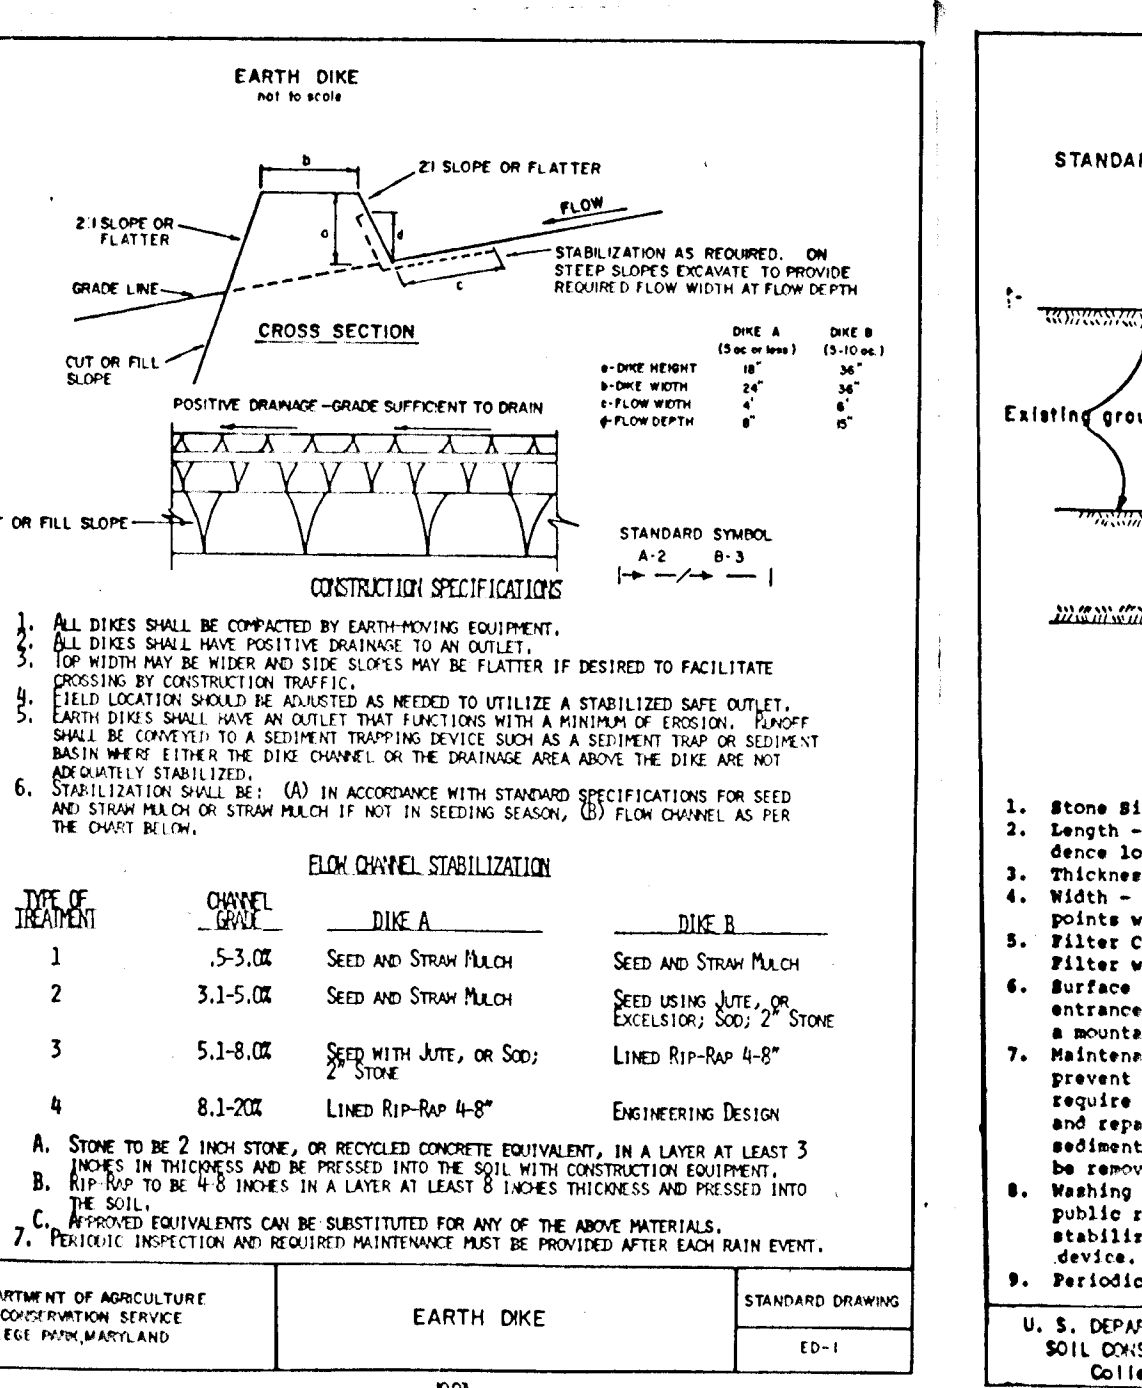 EARTH DIKE
not to scale
b
2:1 SLOPE OR FLATTER
FLOW
2:1 SLOPE OR
FLATTER
a
d
STABILIZATION AS REQUIRED. ON
STEEP SLOPES EXCAVATE TO PROVIDE
REQUIRED FLOW WIDTH AT FLOW DEPTH
GRADE LINE
c
CROSS SECTION
CUT OR FILL
SLOPE
DIKE A DIKE B
(5 ac or less) (5-10 ac.)
a-DIKE HEIGHT 18" 36"
b-DIKE WIDTH 24" 36"
c-FLOW WIDTH 4' 6'
d-FLOW DEPTH 8" 15"
POSITIVE DRAINAGE-GRADE SUFFICIENT TO DRAIN
OR FILL SLOPE
STANDARD SYMBOL
A-2 B-3
CONSTRUCTION SPECIFICATIONS
1. ALL DIKES SHALL BE COMPACTED BY EARTH-MOVING EQUIPMENT.
2. ALL DIKES SHALL HAVE POSITIVE DRAINAGE TO AN OUTLET.
3. TOP WIDTH MAY BE WIDER AND SIDE SLOPES MAY BE FLATTER IF DESIRED TO FACILITATE
CROSSING BY CONSTRUCTION TRAFFIC.
4. FIELD LOCATION SHOULD BE ADJUSTED AS NEEDED TO UTILIZE A STABILIZED SAFE OUTLET.
5. EARTH DIKES SHALL HAVE AN OUTLET THAT FUNCTIONS WITH A MINIMUM OF EROSION. RUNOFF
SHALL BE CONVEYED TO A SEDIMENT TRAPPING DEVICE SUCH AS A SEDIMENT TRAP OR SEDIMENT
BASIN WHERE EITHER THE DIKE CHANNEL OR THE DRAINAGE AREA ABOVE THE DIKE ARE NOT
ADEQUATELY STABILIZED.
6. STABILIZATION SHALL BE: (A) IN ACCORDANCE WITH STANDARD SPECIFICATIONS FOR SEED
AND STRAW MULCH OR STRAW MULCH IF NOT IN SEEDING SEASON, (B) FLOW CHANNEL AS PER
THE CHART BELOW.
FLOW CHANNEL STABILIZATION
TYPE OF TREATMENT CHANNEL GRADE DIKE A DIKE B
1 .5-3.0% SEED AND STRAW MULCH SEED AND STRAW MULCH
2 3.1-5.0% SEED AND STRAW MULCH SEED USING JUTE, OR
EXCELSIOR; SOD; 2" STONE
3 5.1-8.0% SEED WITH JUTE, OR SOD; LINED RIP-RAP 4-8"
2" STONE
4 8.1-20% LINED RIP-RAP 4-8" ENGINEERING DESIGN
A. STONE TO BE 2 INCH STONE, OR RECYCLED CONCRETE EQUIVALENT, IN A LAYER AT LEAST 3
INCHES IN THICKNESS AND BE PRESSED INTO THE SOIL WITH CONSTRUCTION EQUIPMENT.
B. RIP-RAP TO BE 4-8 INCHES IN A LAYER AT LEAST 8 INCHES THICKNESS AND PRESSED INTO
THE SOIL.
C. APPROVED EQUIVALENTS CAN BE SUBSTITUTED FOR ANY OF THE ABOVE MATERIALS.
7. PERIODIC INSPECTION AND REQUIRED MAINTENANCE MUST BE PROVIDED AFTER EACH RAIN EVENT.
RTMENT OF AGRICULTURE
CONSERVATION SERVICE
EGE PARK, MARYLAND
EARTH DIKE
STANDARD DRAWING
ED-1
STANDAR
Existing grou
1. Stone Si
2. Length -
dence lo
3. Thicknes
4. Width -
points w
5. Filter C
Filter w
6. Surface
entrance
a mounta
7. Maintena
prevent
require
and repa
sediment
be remov
8. Washing
public r
stabiliz
device.
9. Periodic
U. S. DEPAR
SOIL CONS
Colle